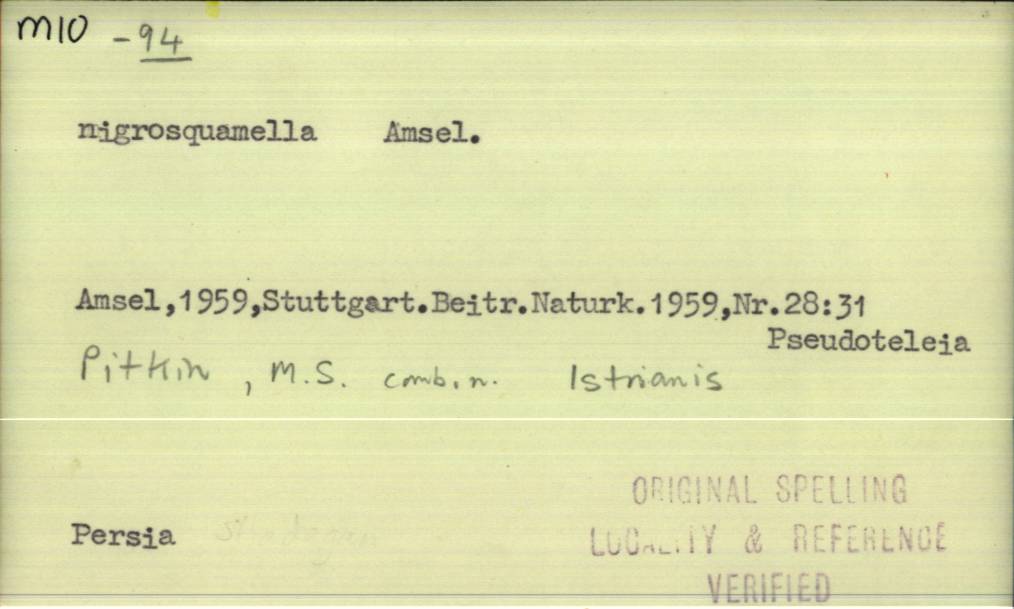 M10 - 94
nigrosquamella Amsel.
Amsel,1959,Stuttgart.Beitr.Naturk.1959,Nr.28:31
Pseudoteleia
Pitkin, M.S. comb.n. Istrianis
Persia
ORIGINAL SPELLING
LOCALITY & REFERENCE
VERIFIED